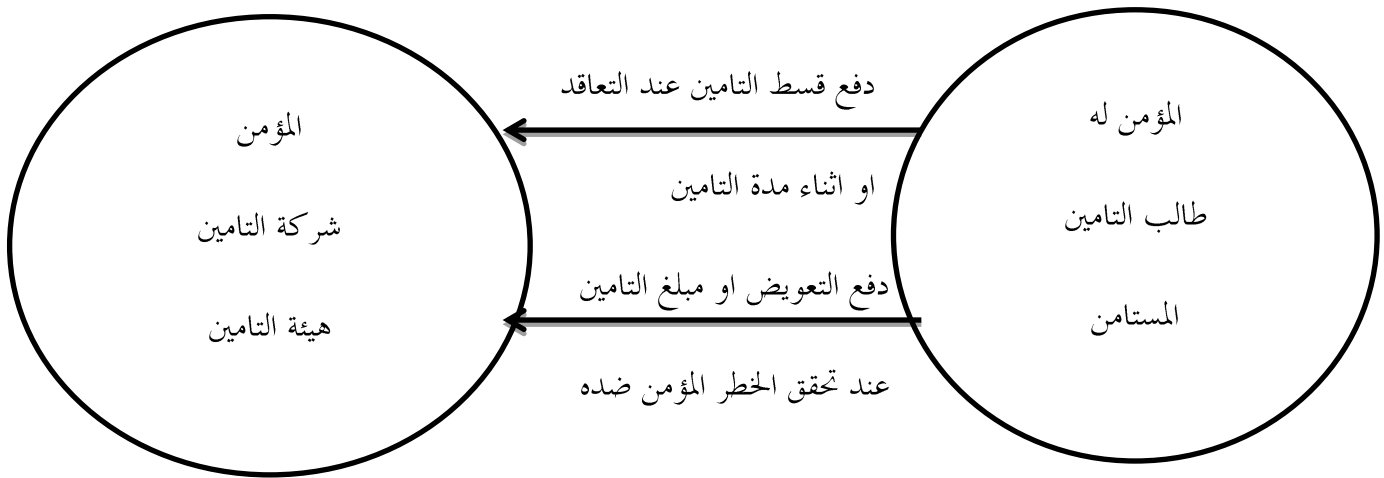 المؤمن له
طالب التامين
المستامن
دفع قسط التامين عند التعاقد
او اثناء مدة التامين
دفع التعويض او مبلغ التامين
عند تحقق الخطر المؤمن ضده
المؤمن
شركة التامين
هيئة التامين